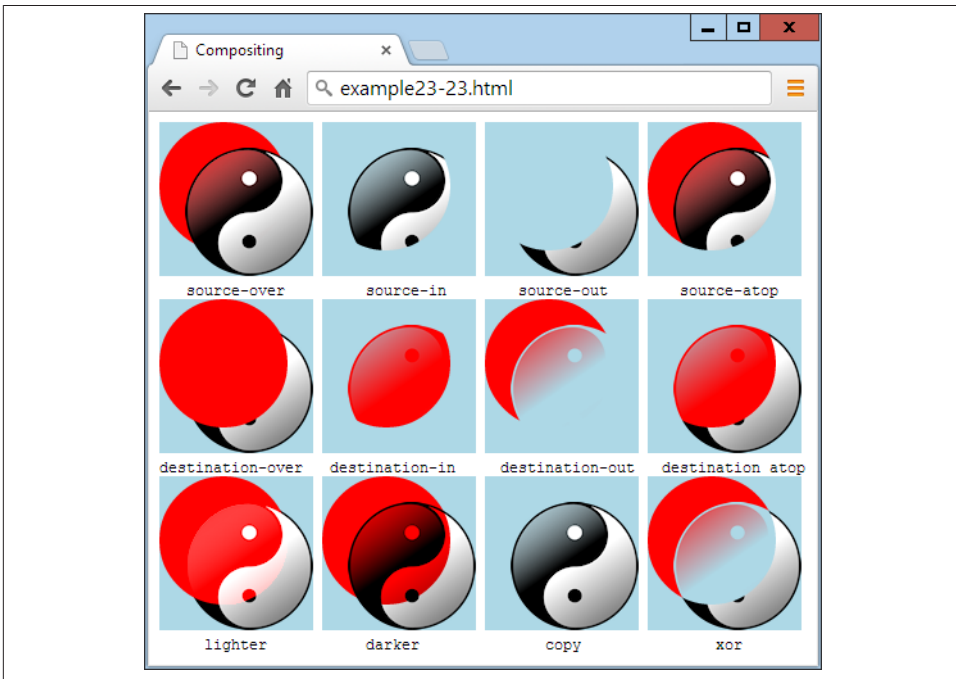 Compositing
example23-23.html
source-over source-in source-out source-atop
destination-over destination-in destination-out destination atop
lighter darker copy xor